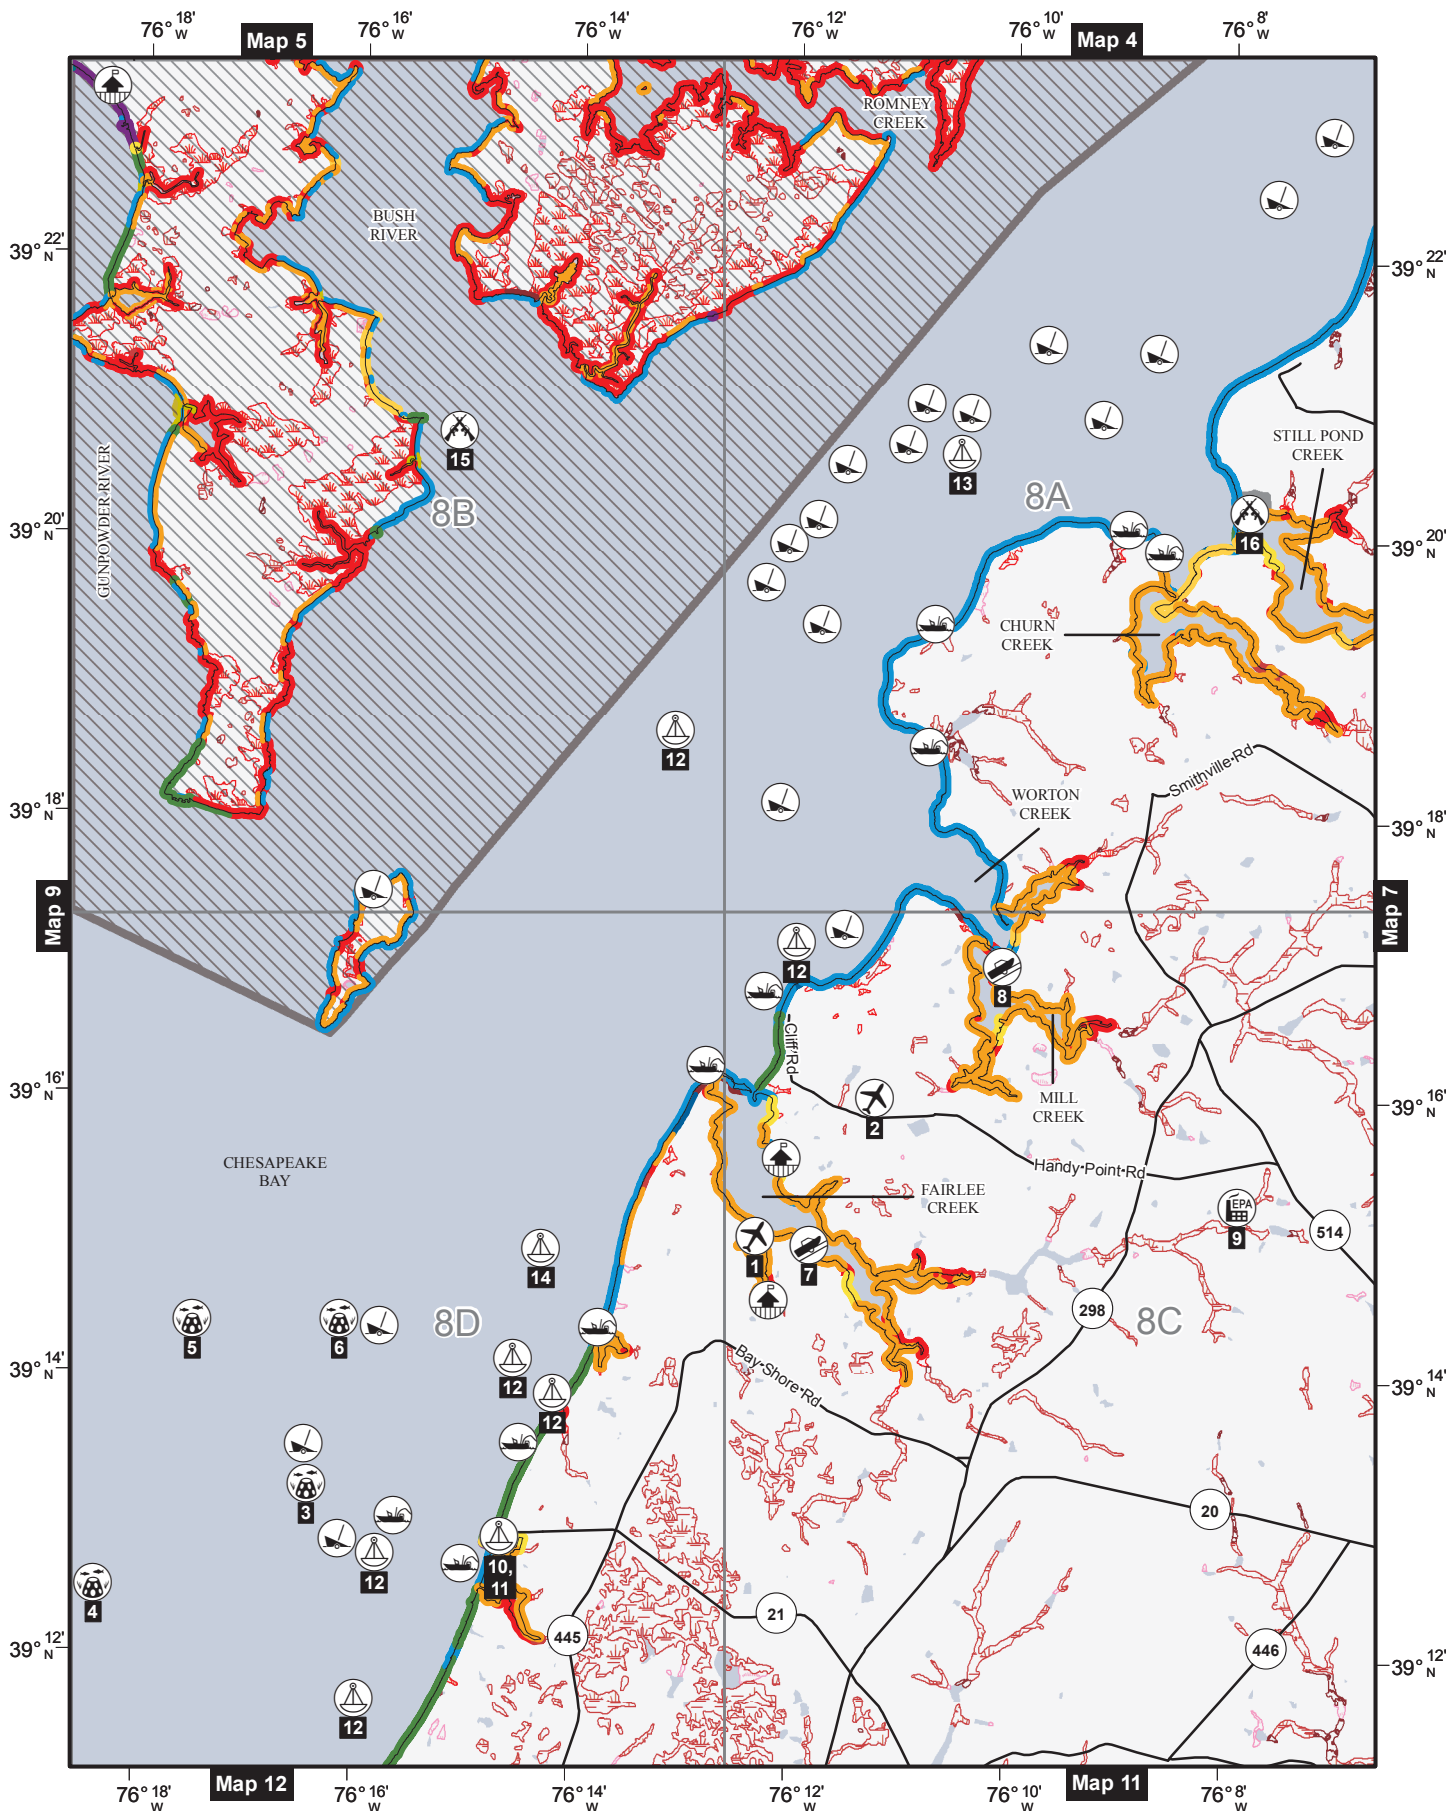 76° 18' W
Map 5
76° 16' W
76° 14' W
76° 12' W
76° 10' W
Map 4
76° 8' W
ROMNEY
CREEK
BUSH
RIVER
39° 22' N
39° 22' N
STILL POND
CREEK
15
GUNPOWDER RIVER
13
8A
8B
16
39° 20' N
39° 20' N
CHURN
CREEK
12
Smithville Rd
WORTON
CREEK
39° 18' N
39° 18' N
Map 9
Map 7
12
8
Cliff Rd
39° 16' N
39° 16' N
2
MILL
CREEK
CHESAPEAKE
BAY
Handy Point Rd
FAIRLEE
CREEK
EPA
9
514
1
7
14
298
5
6
8D
8C
12
Bay Shore Rd
39° 14' N
39° 14' N
12
3
20
10,
11
12
4
21
445
446
39° 12' N
39° 12' N
12
76° 18' W
Map 12
76° 16' W
76° 14' W
76° 12' W
76° 10' W
Map 11
76° 8' W